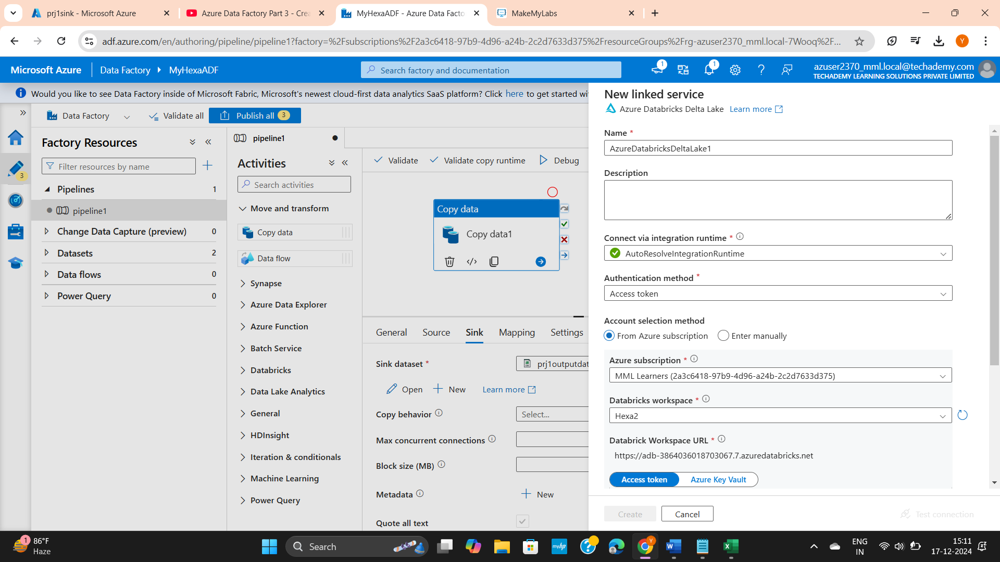 prj1sink - Microsoft Azure
Azure Data Factory Part 3 - Crea
MyHexaADF - Azure Data Facto
MakeMyLabs
adf.azure.com/en/authoring/pipeline/pipeline1?factory=%2Fsubscriptions%2F2a3c6418-97b9-4d96-a24b-2c2d7633d375%2FresourceGroups%2Frg-azuser2370_mml.local-7Wooq%2F...
Y
Microsoft Azure
Data Factory
MyHexaADF
Search factory and documentation
1
1
azuser2370_mml.local@techademy.com
TECHADEMY LEARNING SOLUTIONS PRIVATE LIMITED
Would you like to see Data Factory inside of Microsoft Fabric, Microsoft's newest cloud-first data analytics SaaS platform? Click here to get started wi
Data Factory
Validate all
Publish all 3
3
Factory Resources
Filter resources by name
Pipelines 1
pipeline1
Change Data Capture (preview) 0
Datasets 2
Data flows 0
Power Query 0
pipeline1
Activities
Search activities
Move and transform
Copy data
Data flow
Synapse
Azure Data Explorer
Azure Function
Batch Service
Databricks
Data Lake Analytics
General
HDInsight
Iteration & conditionals
Machine Learning
Power Query
Validate
Validate copy runtime
Debug
Copy data
Copy data1
General
Source
Sink
Mapping
Settings
Sink dataset *
prj1outputdat
Open
New
Learn more
Copy behavior
Select...
Max concurrent connections
Block size (MB)
Metadata
New
Quote all text
New linked service
Azure Databricks Delta Lake Learn more
Name *
AzureDatabricksDeltaLake1
Description
Connect via integration runtime *
AutoResolveIntegrationRuntime
Authentication method *
Access token
Account selection method
From Azure subscription
Enter manually
Azure subscription *
MML Learners (2a3c6418-97b9-4d96-a24b-2c2d7633d375)
Databricks workspace *
Hexa2
Databrick Workspace URL *
https://adb-3864036018703067.7.azuredatabricks.net
Access token
Azure Key Vault
Create
Cancel
Test connection
1
86°F
Haze
Search
myhp
Y
ENG
IN
15:11
17-12-2024